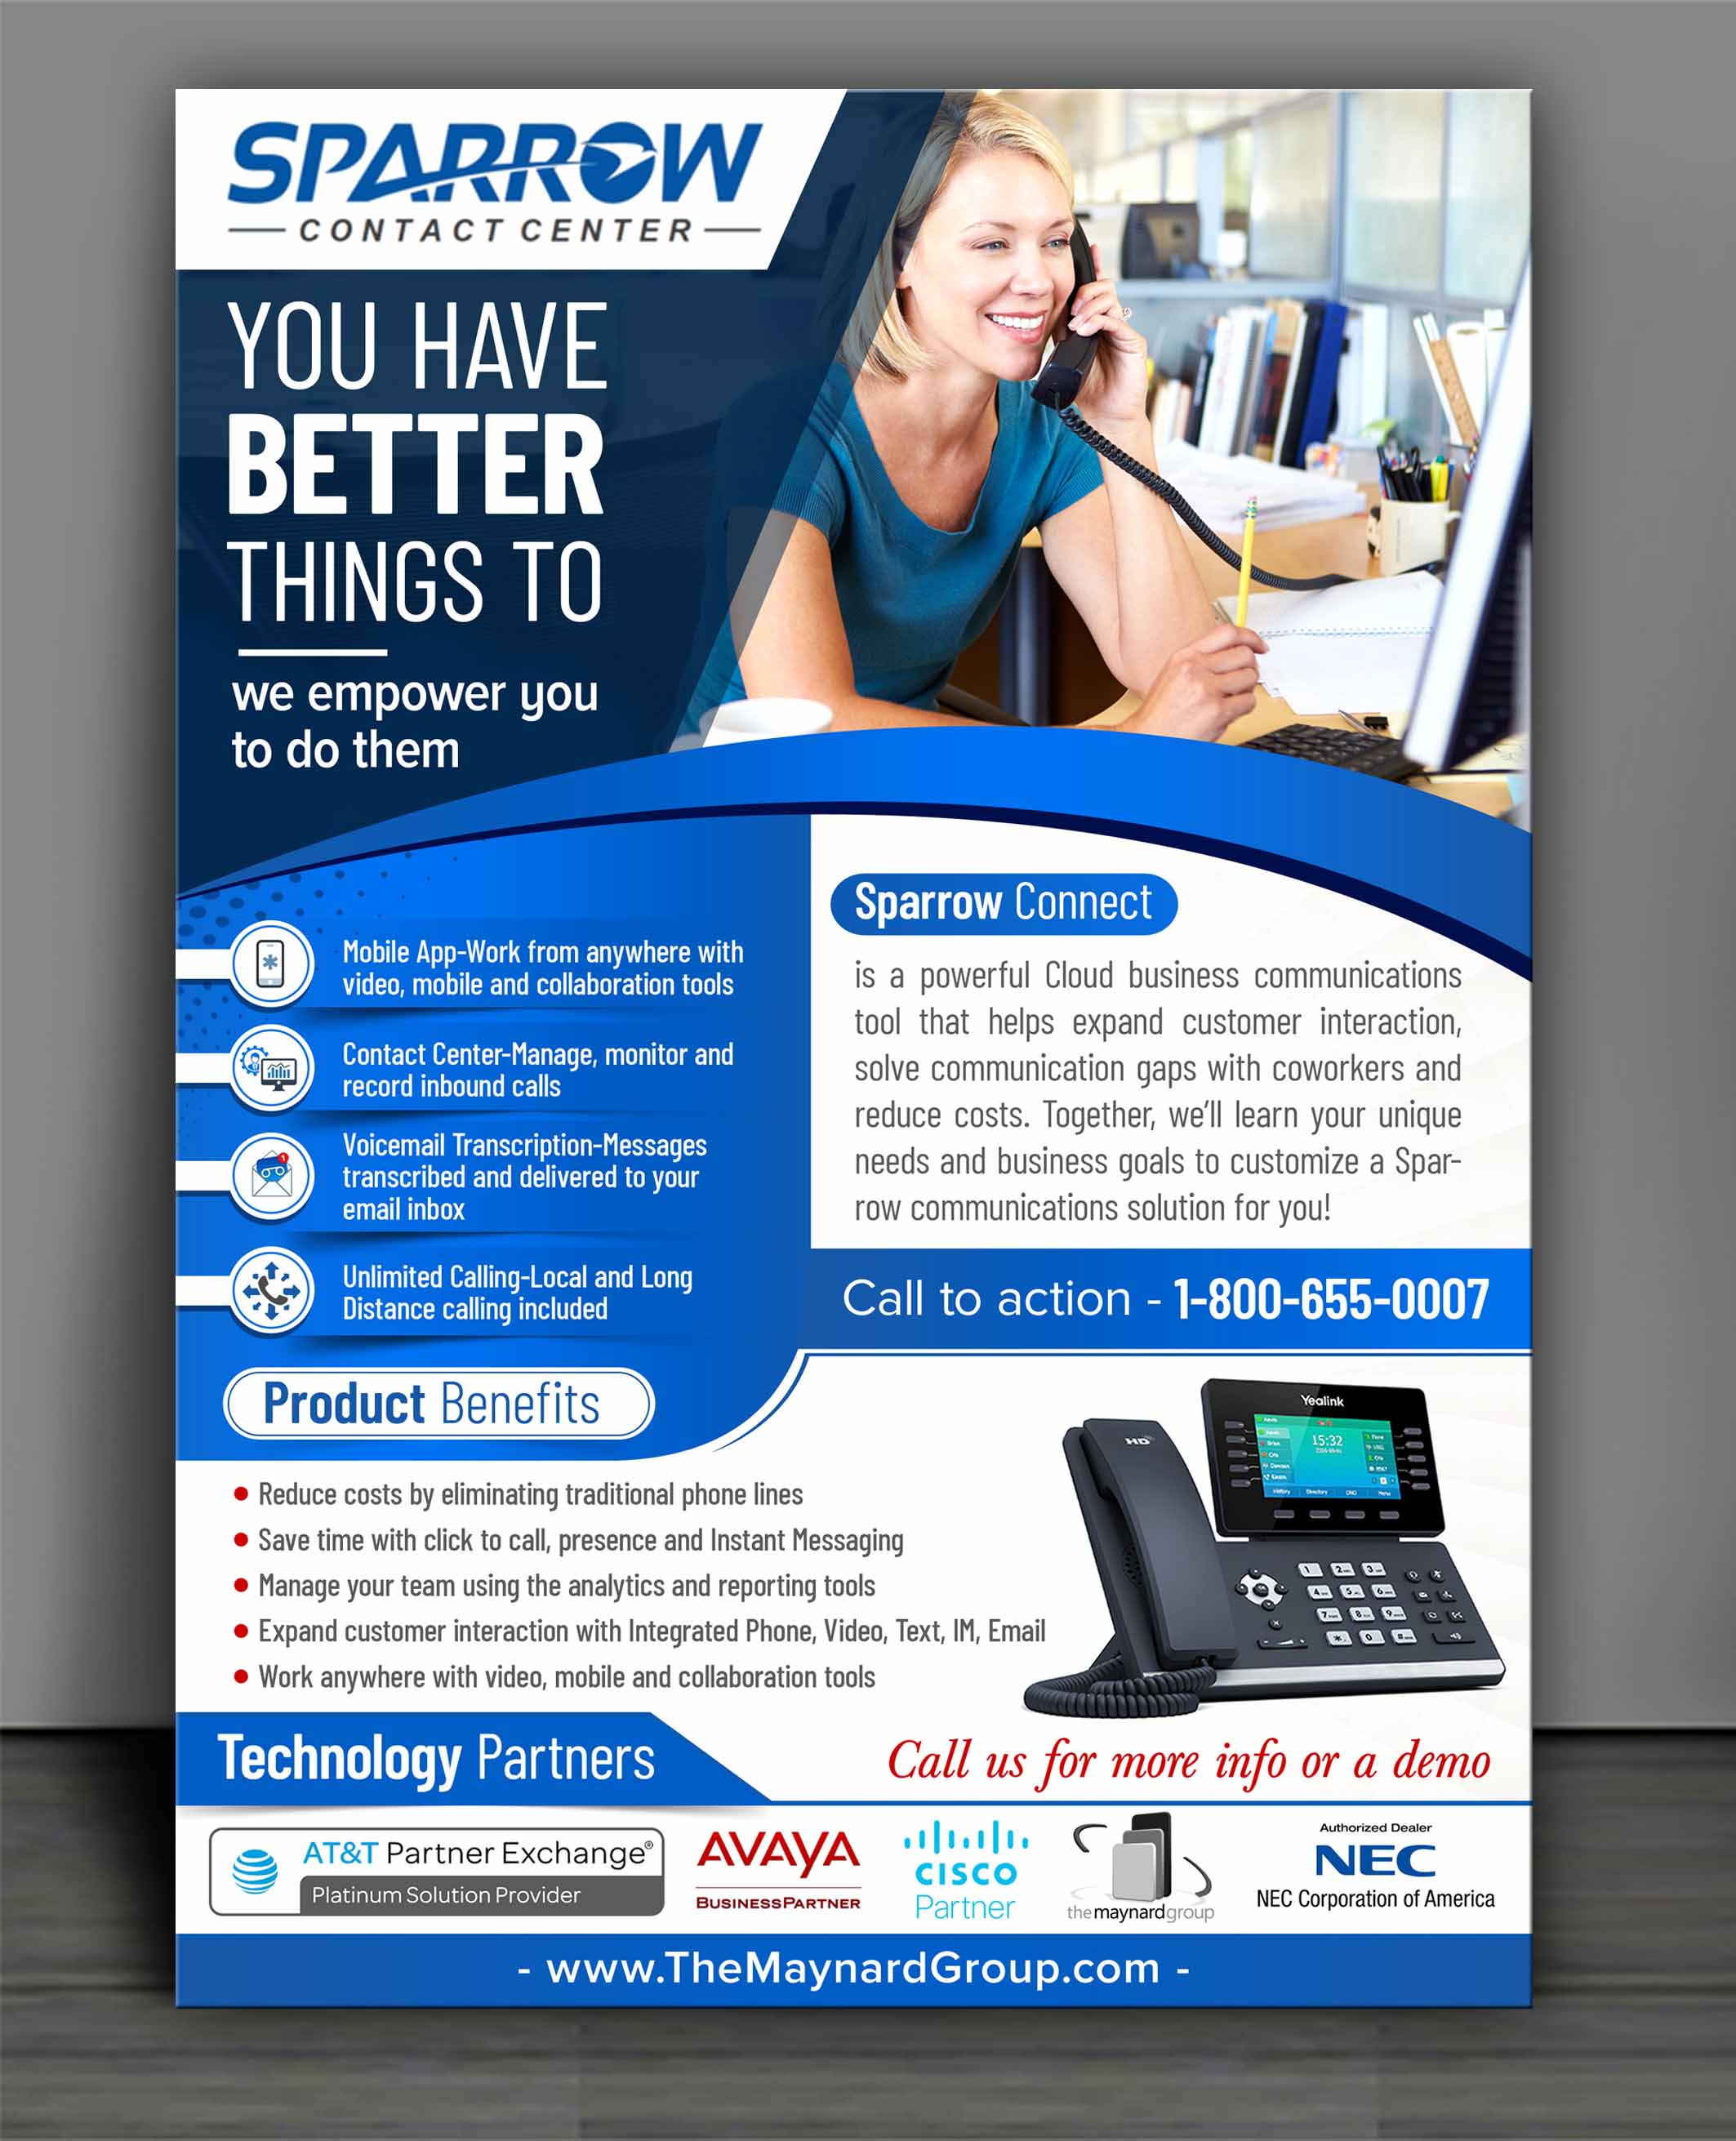 SPARROW
CONTACT CENTER
YOU HAVE
BETTER
THINGS TO
we empower you
to do them
Mobile App-Work from anywhere with
video, mobile and collaboration tools
Contact Center-Manage, monitor and
record inbound calls
Voicemail Transcription-Messages
transcribed and delivered to your
email inbox
Unlimited Calling-Local and Long
Distance calling included
Sparrow Connect
is a powerful Cloud business communications
tool that helps expand customer interaction,
solve communication gaps with coworkers and
reduce costs. Together, we'll learn your unique
needs and business goals to customize a Spar-
row communications solution for you!
Call to action - 1-800-655-0007
Product Benefits
Reduce costs by eliminating traditional phone lines
Save time with click to call, presence and Instant Messaging
Manage your team using the analytics and reporting tools
Expand customer interaction with Integrated Phone, Video, Text, IM, Email
Work anywhere with video, mobile and collaboration tools
Yealink
HD
15:32
History Directory DND Menu
Technology Partners
Call us for more info or a demo
AT&T Partner Exchange®
Platinum Solution Provider
AVAYA
BUSINESSPARTNER
CISCO
Partner
themaynardgroup
Authorized Dealer
NEC
NEC Corporation of America
- www.TheMaynardGroup.com -